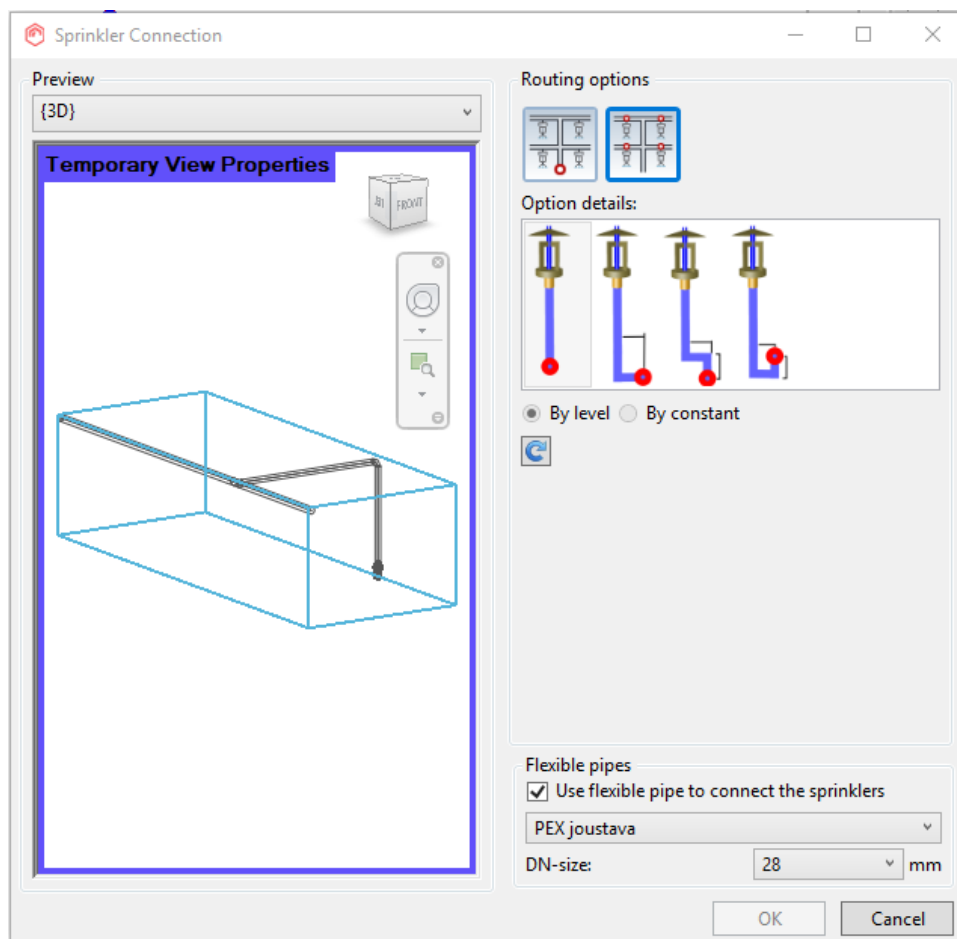 Sprinkler Connection
Preview
{3D}
Temporary View Properties
FRONT
Routing options
Option details:
By level
By constant
Flexible pipes
Use flexible pipe to connect the sprinklers
PEX joustava
DN-size:
28
mm
OK
Cancel